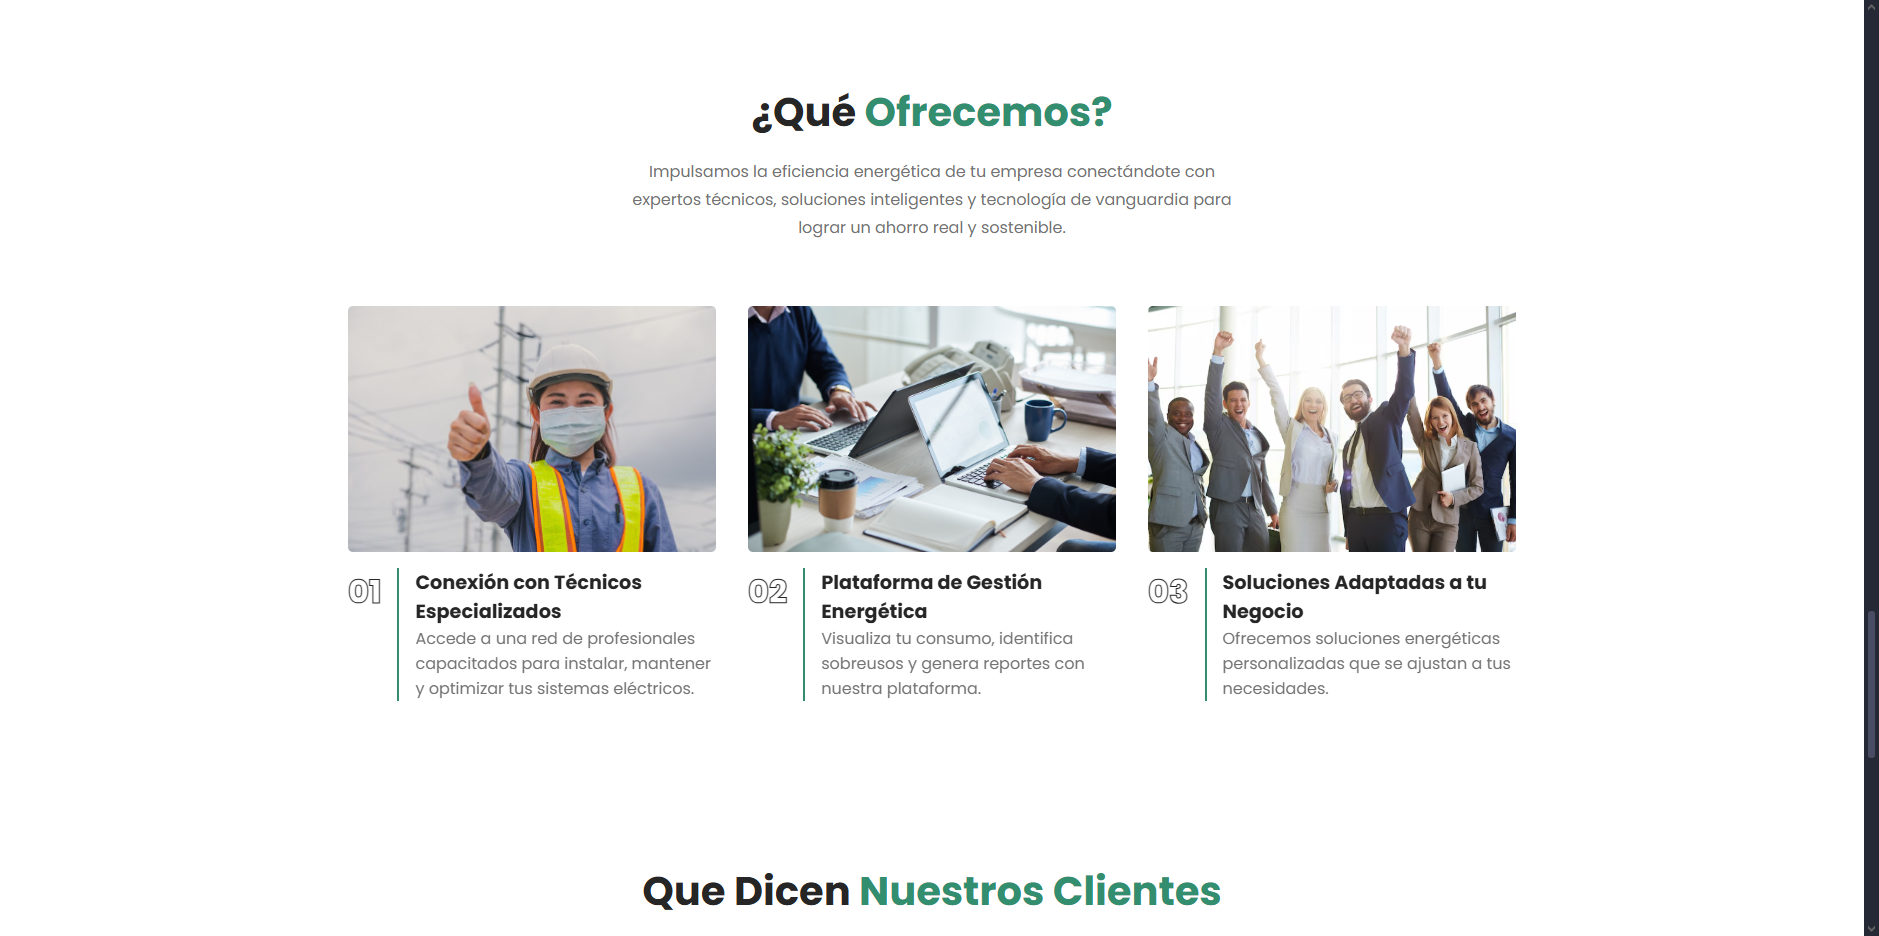 ¿Qué Ofrecemos?
Impulsamos la eficiencia energética de tu empresa conectándote con
expertos técnicos, soluciones inteligentes y tecnología de vanguardia para
lograr un ahorro real y sostenible.
01
Conexión con Técnicos
Especializados
Accede a una red de profesionales
capacitados para instalar, mantener
y optimizar tus sistemas eléctricos.
02
Plataforma de Gestión
Energética
Visualiza tu consumo, identifica
sobreusos y genera reportes con
nuestra plataforma.
03
Soluciones Adaptadas a tu
Negocio
Ofrecemos soluciones energéticas
personalizadas que se ajustan a tus
necesidades.
Que Dicen Nuestros Clientes